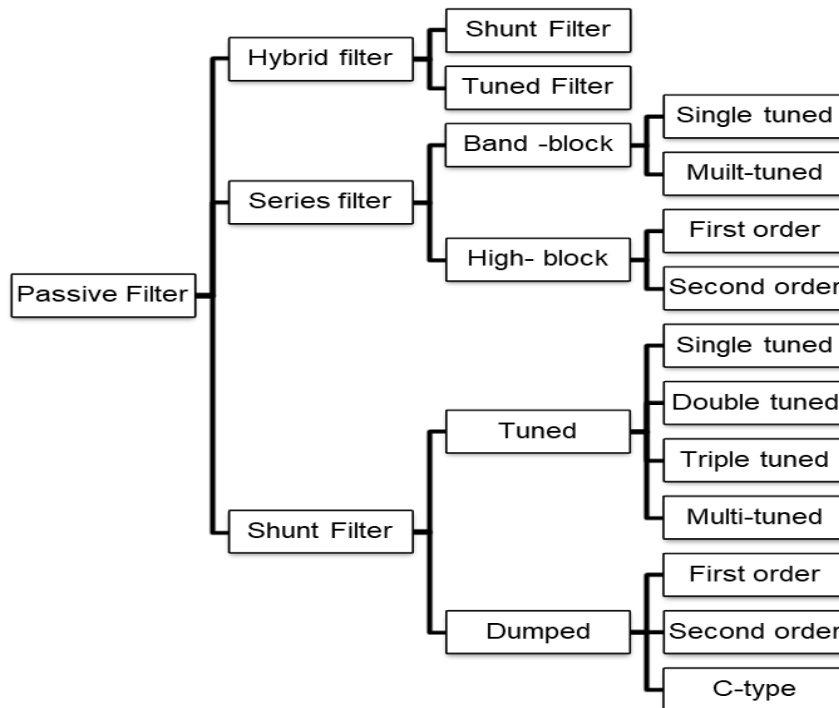 Passive Filter
Hybrid filter
Shunt Filter
Tuned Filter
Series filter
Band -block
Single tuned
Muilt-tuned
High- block
First order
Second order
Shunt Filter
Tuned
Single tuned
Double tuned
Triple tuned
Multi-tuned
Dumped
First order
Second order
C-type